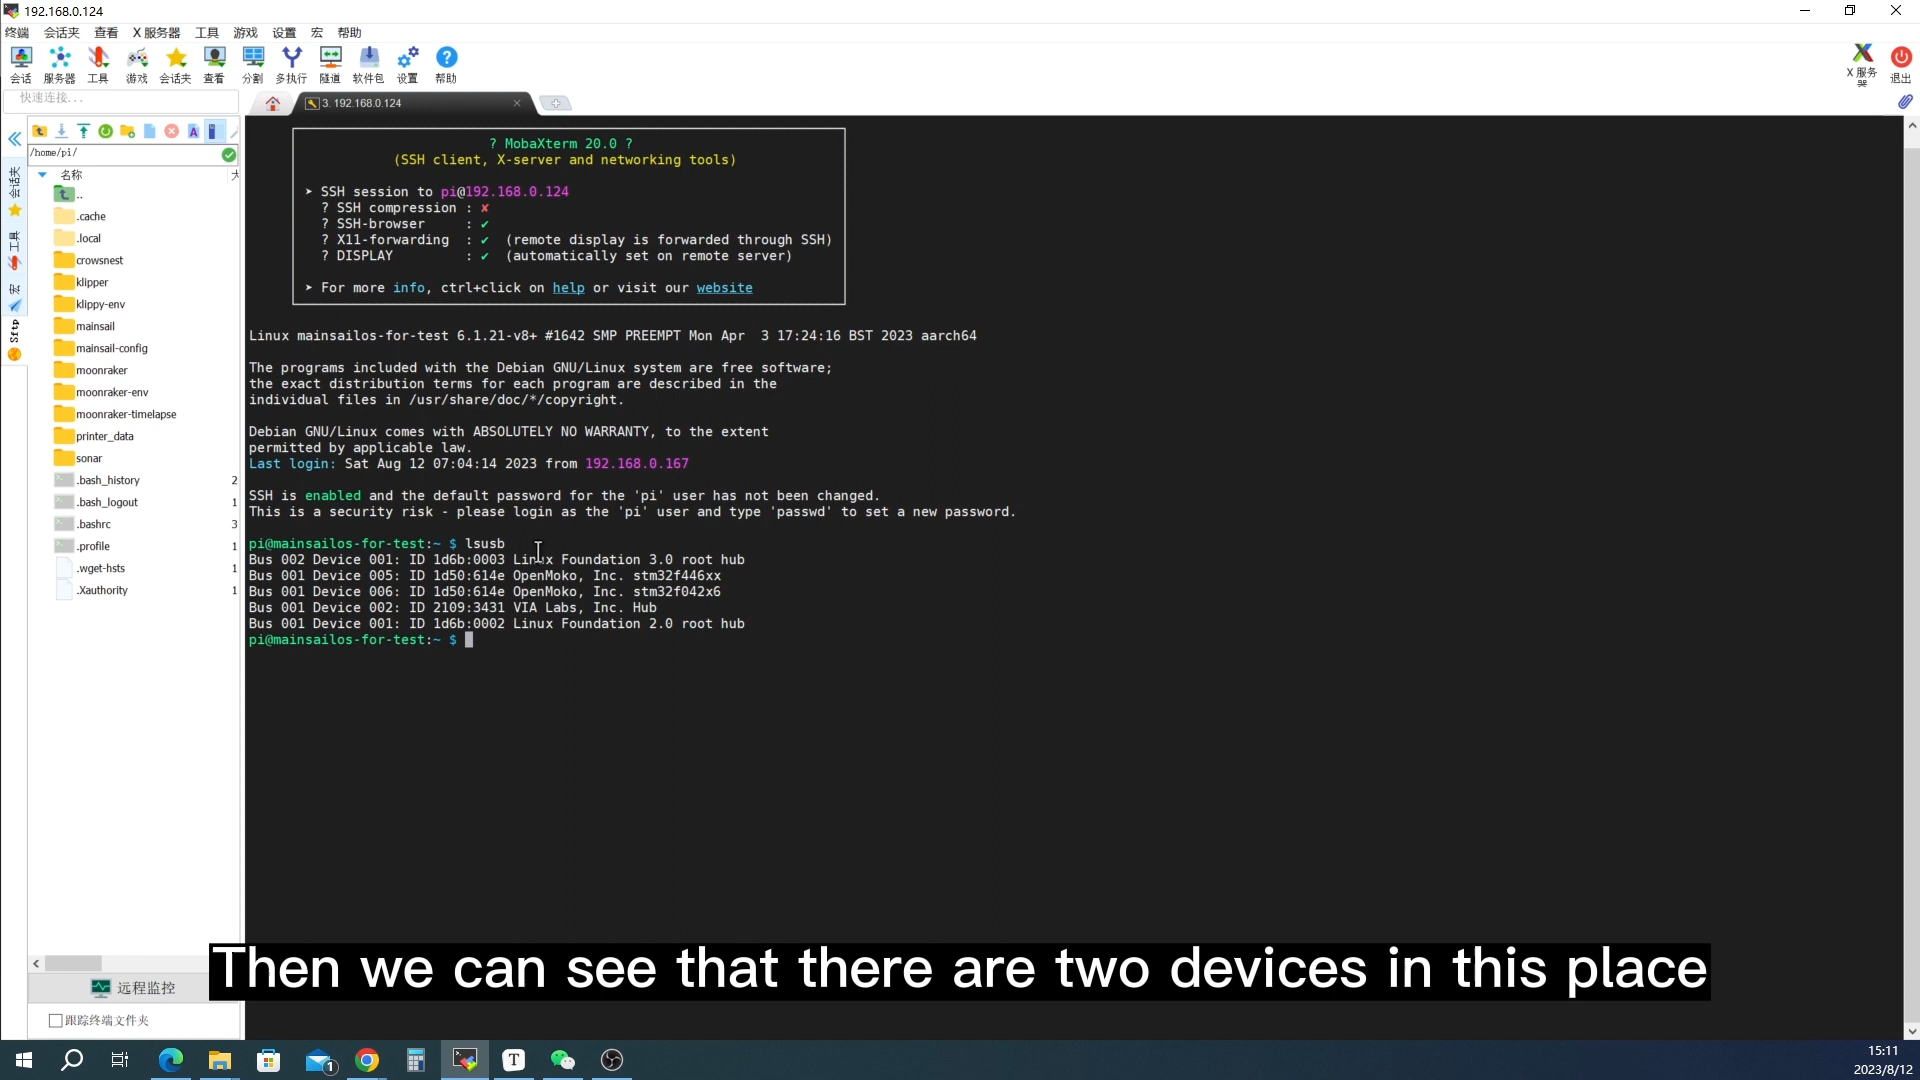 192.168.0.124
终端 会话夹 查看 X 服务器 工具 游戏 设置 宏 帮助
会话 服务器 工具 游戏 会话夹 查看 分割 多执行 隧道 软件包 设置 帮助
X 服务器 退出
快速连接...
3. 192.168.0.124
/home/pi/
名称
..
.cache
.local
crowsnest
klipper
klippy-env
mainsail
mainsail-config
moonraker
moonraker-env
moonraker-timelapse
printer_data
sonar
.bash_history 2
.bash_logout 1
.bashrc 3
.profile 1
.wget-hsts 1
.Xauthority 1
会话夹
工具
宏
Sftp
远程监控
跟踪终端文件夹
? MobaXterm 20.0 ?
(SSH client, X-server and networking tools)
➤ SSH session to pi@192.168.0.124
? SSH compression : ✘
? SSH-browser : ✔
? X11-forwarding : ✔ (remote display is forwarded through SSH)
? DISPLAY : ✔ (automatically set on remote server)
➤ For more info, ctrl+click on help or visit our website
Linux mainsailos-for-test 6.1.21-v8+ #1642 SMP PREEMPT Mon Apr  3 17:24:16 BST 2023 aarch64
The programs included with the Debian GNU/Linux system are free software;
the exact distribution terms for each program are described in the
individual files in /usr/share/doc/*/copyright.
Debian GNU/Linux comes with ABSOLUTELY NO WARRANTY, to the extent
permitted by applicable law.
Last login: Sat Aug 12 07:04:14 2023 from 192.168.0.167
SSH is enabled and the default password for the 'pi' user has not been changed.
This is a security risk - please login as the 'pi' user and type 'passwd' to set a new password.
pi@mainsailos-for-test:~ $ lsusb
Bus 002 Device 001: ID 1d6b:0003 Linux Foundation 3.0 root hub
Bus 001 Device 005: ID 1d50:614e OpenMoko, Inc. stm32f446xx
Bus 001 Device 006: ID 1d50:614e OpenMoko, Inc. stm32f042x6
Bus 001 Device 002: ID 2109:3431 VIA Labs, Inc. Hub
Bus 001 Device 001: ID 1d6b:0002 Linux Foundation 2.0 root hub
pi@mainsailos-for-test:~ $
Then we can see that there are two devices in this place
1
T
15:11
2023/8/12